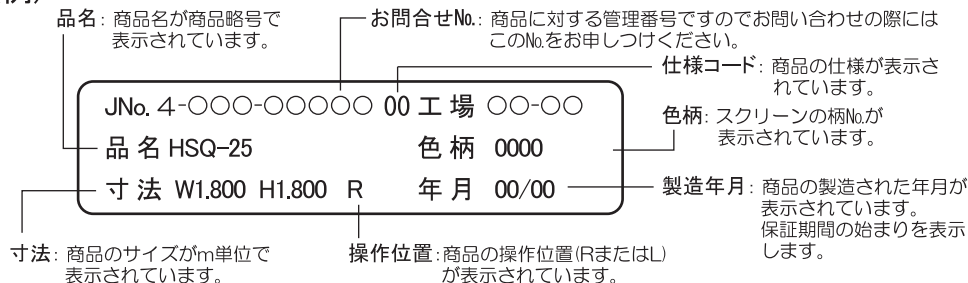 品名: 商品名が商品略号で
表示されています。
お問合せNo.: 商品に対する管理番号ですのでお問い合わせの際には
このNo.をお申しつけください。
仕様コード: 商品の仕様が表示さ
れています。
JNo. 4-○○○-○○○○○ 00 工場 ○○-○○
色柄: スクリーンの柄No.が
表示されています。
品名 HSQ-25 色柄 0000
寸法 W1.800 H1.800 R 年月 00/00
製造年月: 商品の製造された年月が
表示されています。
保証期間の始まりを表示
します。
寸法: 商品のサイズがm単位で
表示されています。
操作位置: 商品の操作位置(RまたはL)
が表示されています。